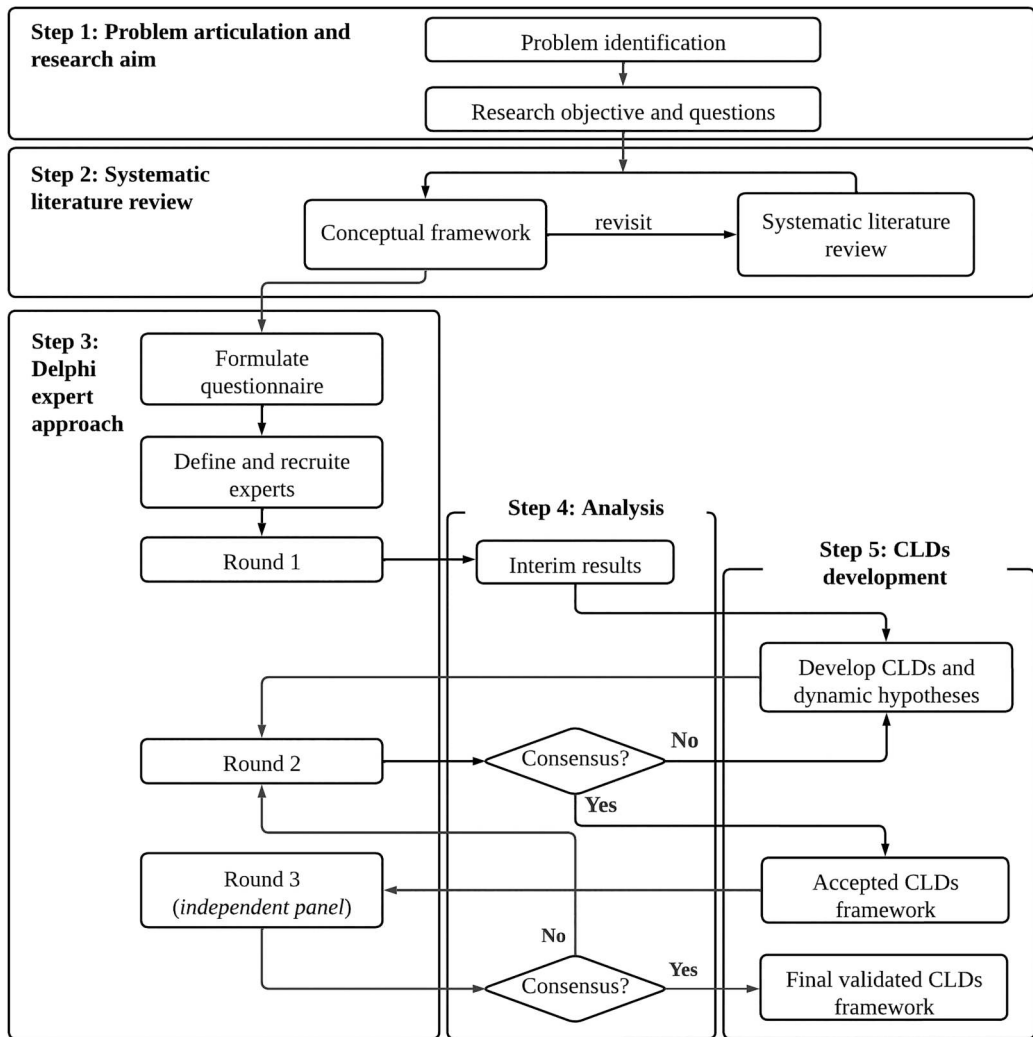 Step 1: Problem articulation and
research aim
Problem identification
Research objective and questions
Step 2: Systematic
literature review
Conceptual framework
revisit
Systematic literature
review
Step 3:
Delphi
expert
approach
Formulate
questionnaire
Define and recruite
experts
Round 1
Step 4: Analysis
Interim results
Step 5: CLDs
development
Develop CLDs and
dynamic hypotheses
Round 2
Consensus?
No
Yes
Round 3
(independent panel)
Accepted CLDs
framework
No
Consensus?
Yes
Final validated CLDs
framework